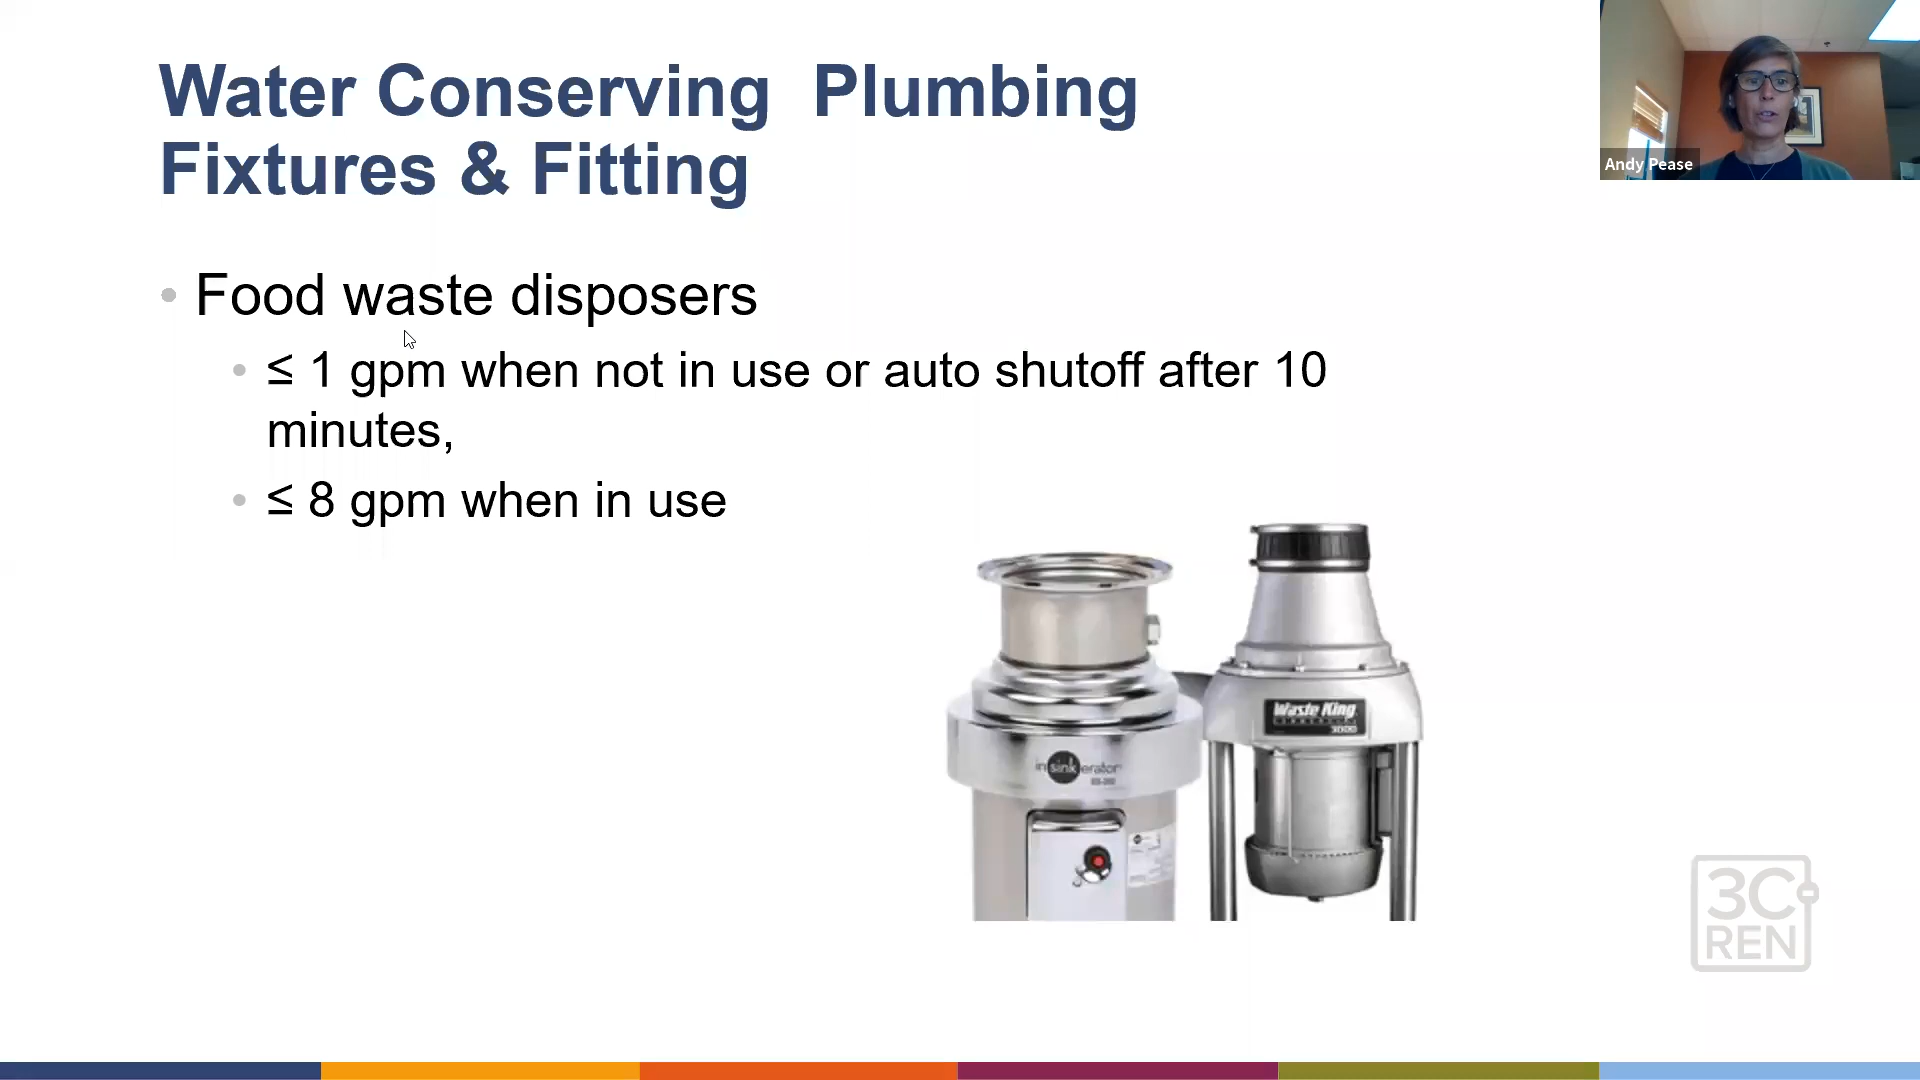 Water Conserving Plumbing
Fixtures & Fitting
Andy Pease
• Food waste disposers
• ≤ 1 gpm when not in use or auto shutoff after 10
minutes,
• ≤ 8 gpm when in use
Waste King
3000
insinkerator
3C-
REN